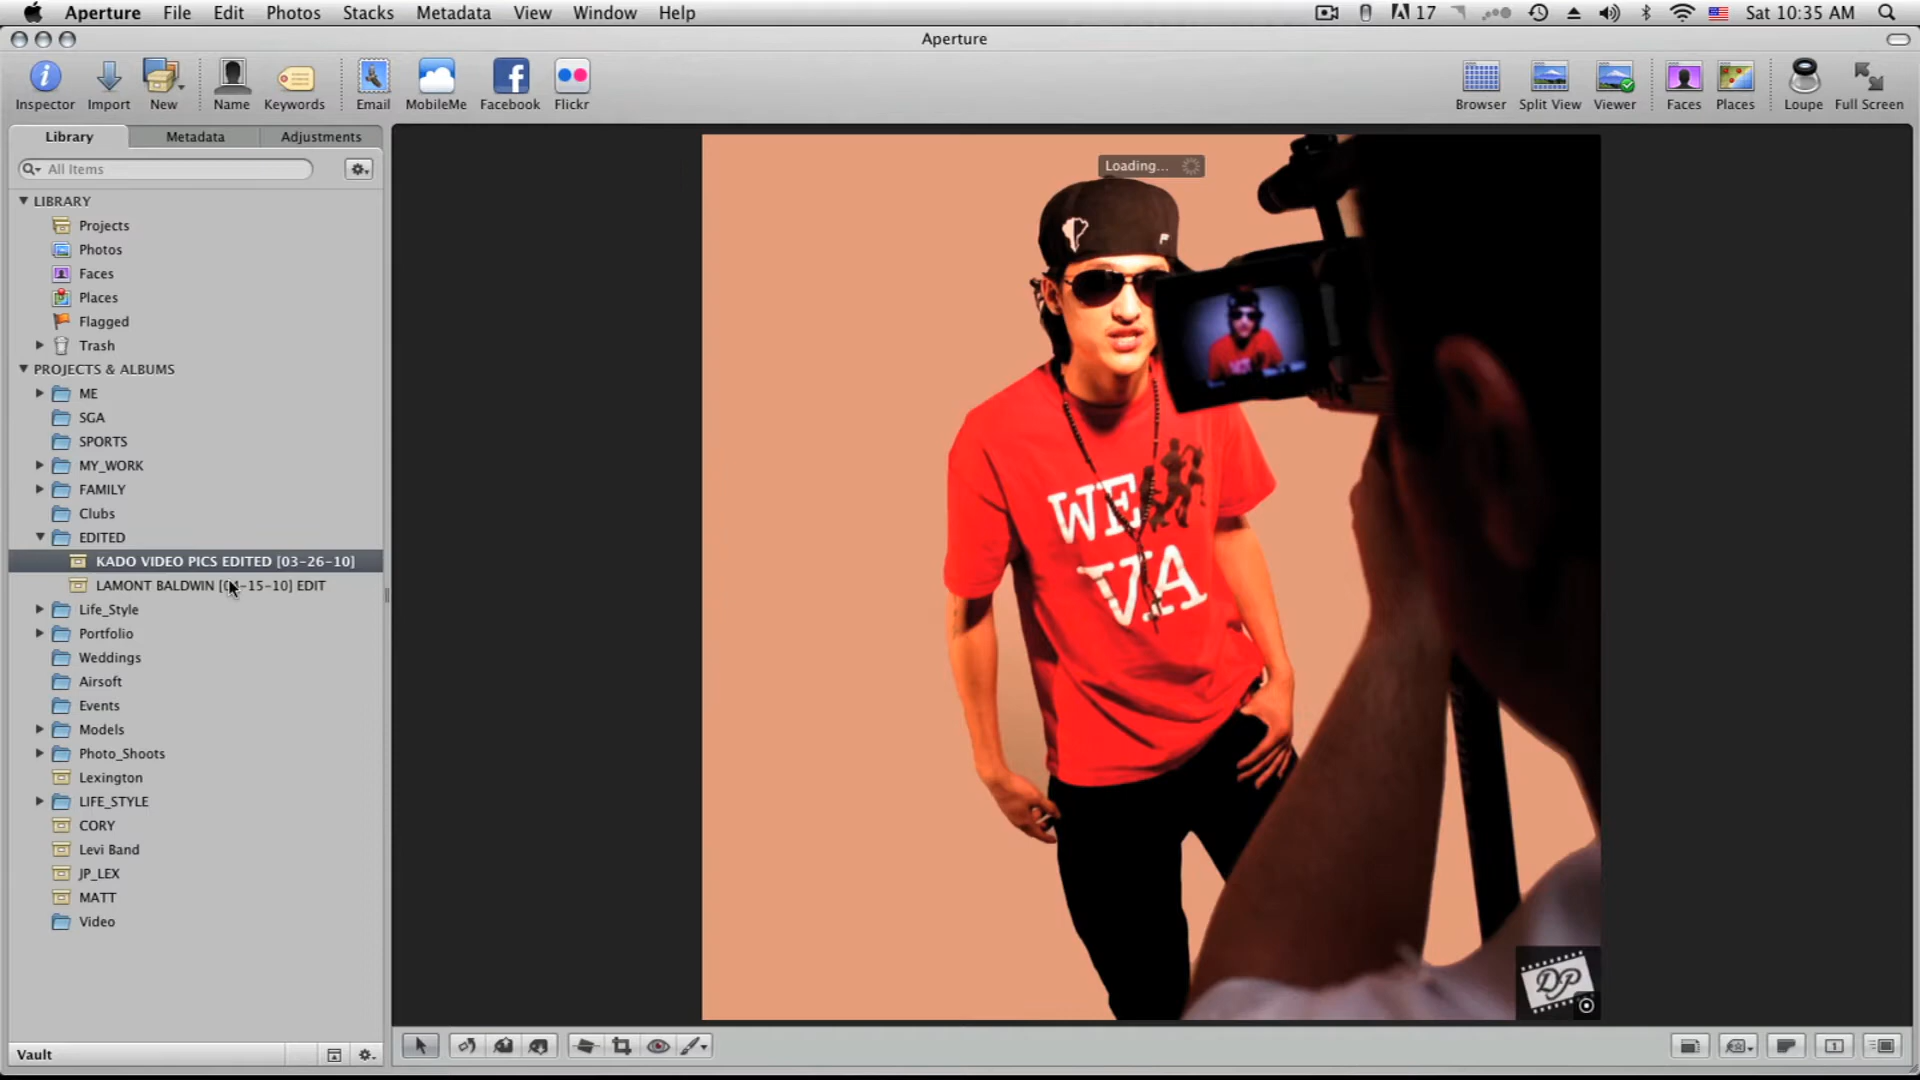 Aperture File Edit Photos Stacks Metadata View Window Help 17 Sat 10:35 AM
Aperture
Inspector Import New Name Keywords Email MobileMe Facebook Flickr Browser Split View Viewer Faces Places Loupe Full Screen
Library Metadata Adjustments
All Items
LIBRARY
Projects
Photos
Faces
Places
Flagged
Trash
PROJECTS & ALBUMS
ME
SGA
SPORTS
MY_WORK
FAMILY
Clubs
EDITED
KADO VIDEO PICS EDITED [03-26-10]
LAMONT BALDWIN -15-10] EDIT
Life_Style
Portfolio
Weddings
Airsoft
Events
Models
Photo_Shoots
Lexington
LIFE_STYLE
CORY
Levi Band
JP_LEX
MATT
Video
Vault
Loading...
WE
VA
DP
1